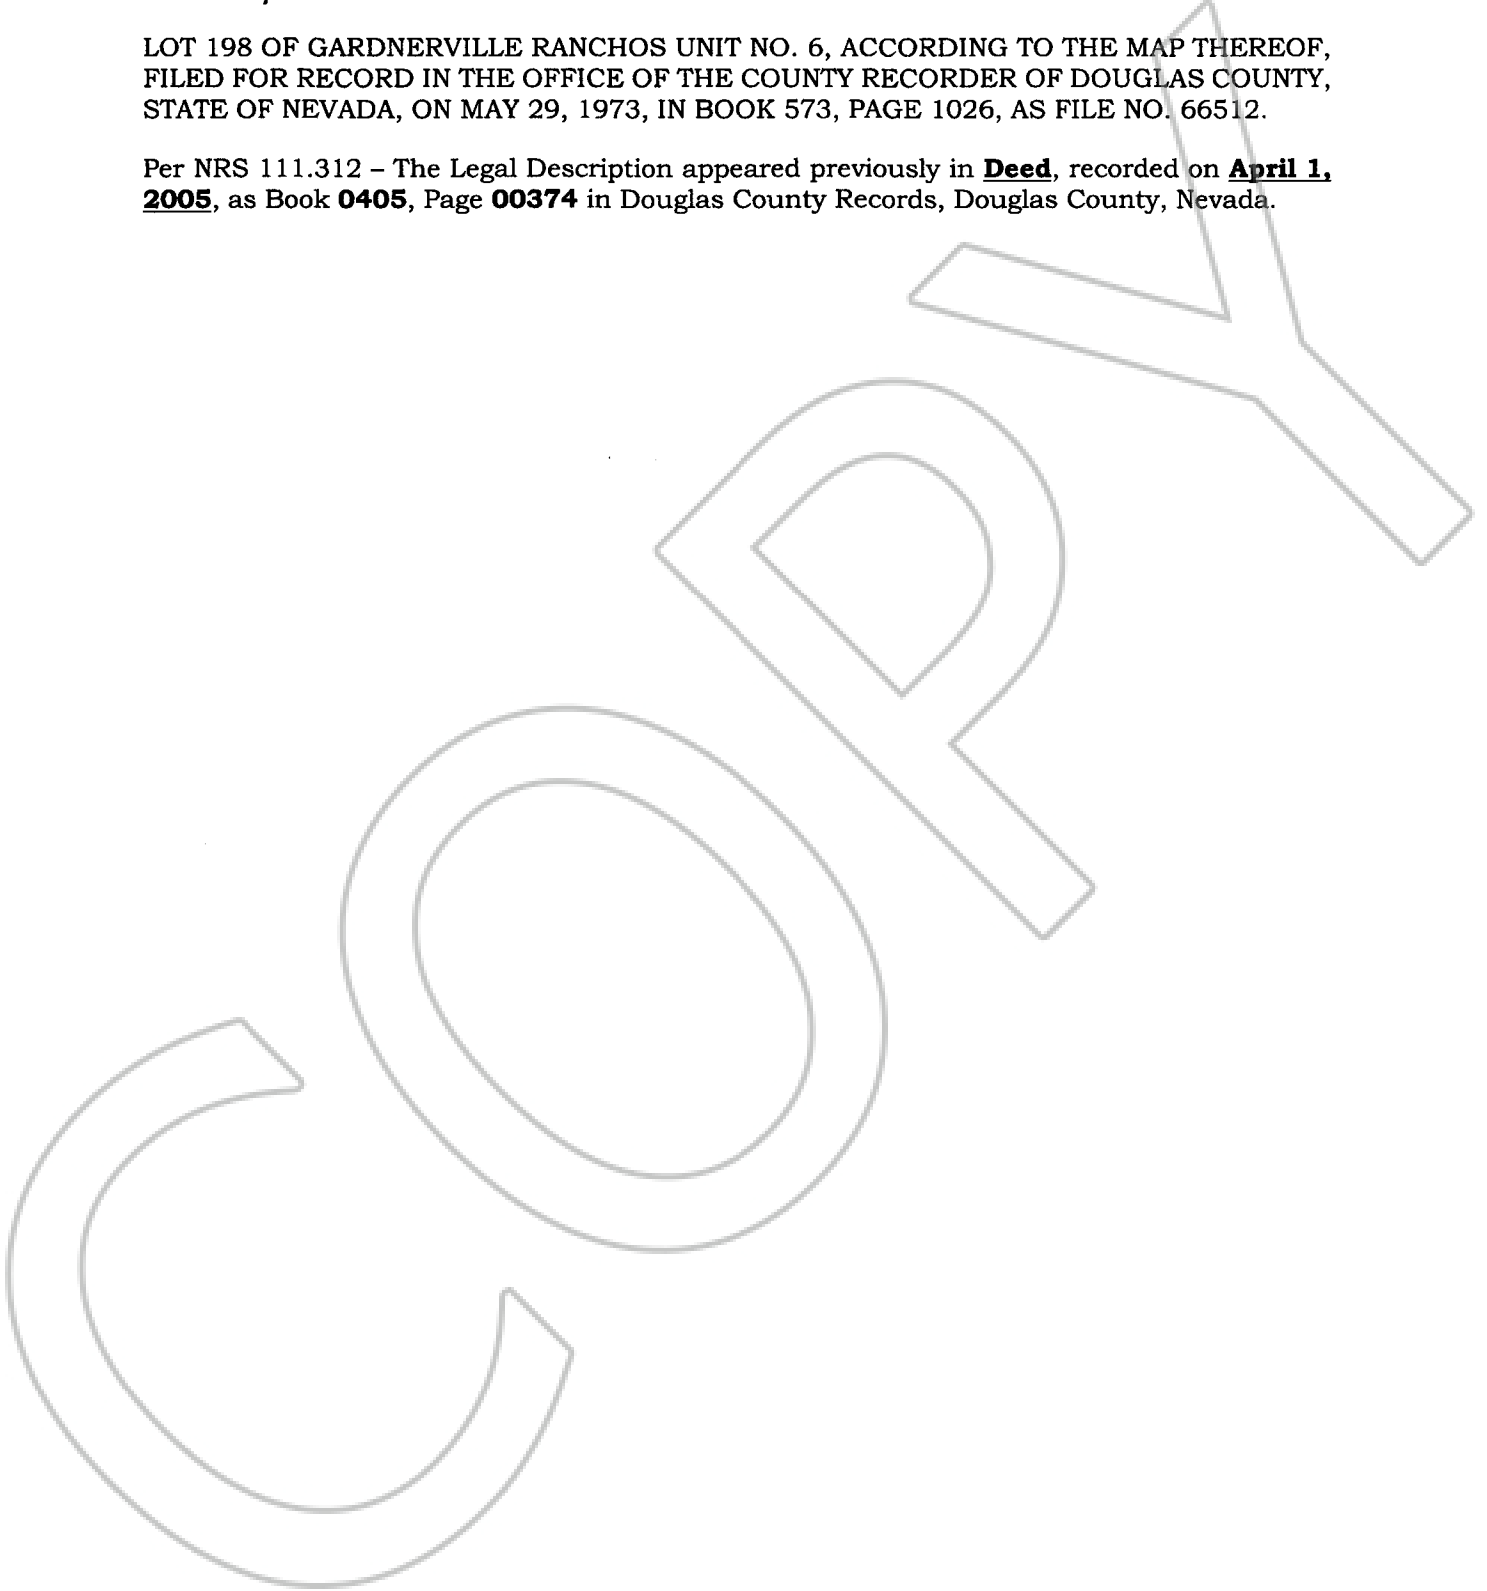 LOT 198 OF GARDNERVILLE RANCHOS UNIT NO. 6, ACCORDING TO THE MAP THEREOF,
FILED FOR RECORD IN THE OFFICE OF THE COUNTY RECORDER OF DOUGLAS COUNTY,
STATE OF NEVADA, ON MAY 29, 1973, IN BOOK 573, PAGE 1026, AS FILE NO. 66512.
Per NRS 111.312 – The Legal Description appeared previously in Deed, recorded on April 1,
2005, as Book 0405, Page 00374 in Douglas County Records, Douglas County, Nevada.
COPY